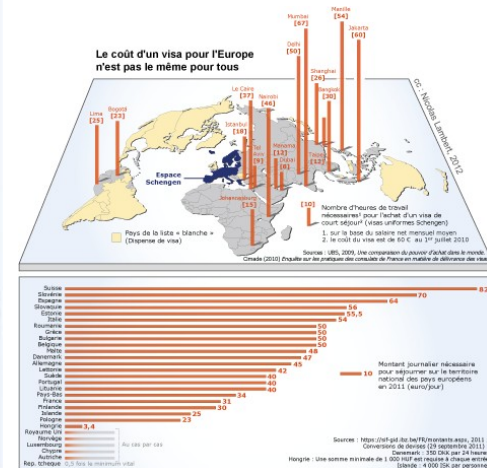 Le coût d'un visa pour l'Europe
n'est pas le même pour tous
Mumbai
[67]
Manille
[54]
Jakarta
[60]
Delhi
[50]
Shanghai
[26]
Bangkok
[30]
Le Caire
[37]
Nairobi
[46]
Lima
[25]
Bogotá
[22]
Istanbul
[18]
Tel
[9]
Manama
[12]
Dubaï
[8]
Taipei
[12]
Johannesburg
[15]
Espace
Schengen
cc : Nicolas Lambert, 2012
Pays de la liste « blanche »
(Dispense de visa)
[10]
Nombre d'heures de travail
nécessaires¹ pour l'achat d'un visa de
court séjour² (visas uniformes Schengen)
1. sur la base du salaire net mensuel moyen
2. le coût du visa est de 60 € au 1er juillet 2010
Sources : UBS, 2009, Une comparaison du pouvoir d'achat dans le monde.
Cimade (2010) Enquête sur les pratiques des consulats de France en matière de délivrance des visas
Suisse 82
Slovénie 70
Espagne 64
Slovaquie 56
Estonie 55,5
Italie 54
Roumanie 50
Grèce 50
Bulgarie 50
Belgique 50
Malte 48
Danemark 47
Allemagne 45
Lettonie 42
Suède 40
Portugal 40
Lituanie 40
Pays-Bas 34
France 31
Finlande 30
Islande 25
Pologne 23
Hongrie 3,4
Royaume Uni
Norvège
Luxembourg
Chypre
Autriche
Au cas par cas
Rép. tchèque 0,5 fois le minimum vital
10
Montant journalier nécessaire
pour séjourner sur le territoire
national des pays européens
en 2011 (euro/jour)
Conversions de devises (29 septembre 2011)
Danemark : 350 DKK par 24 heures
Hongrie : Une somme minimale de 1 000 HUF est requise à chaque entrée
Islande : 4 000 ISK par personne